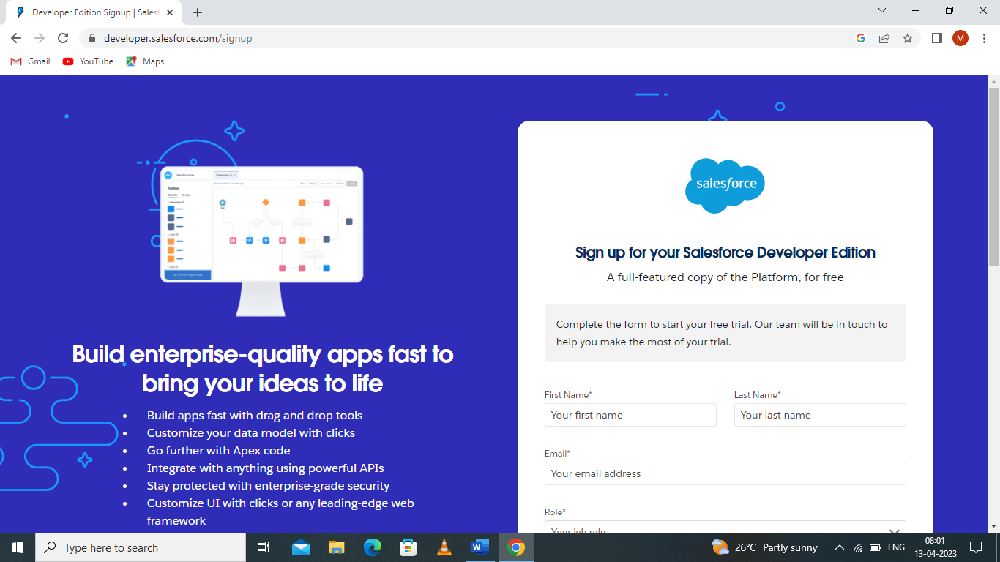 Developer Edition Signup | Salesf
developer.salesforce.com/signup
M
Gmail
YouTube
Maps
salesforce
Sign up for your Salesforce Developer Edition
A full-featured copy of the Platform, for free
Complete the form to start your free trial. Our team will be in touch to
help you make the most of your trial.
First Name*
Last Name*
Your first name
Your last name
Email*
Your email address
Role*
Your job role
Build enterprise-quality apps fast to
bring your ideas to life
• Build apps fast with drag and drop tools
• Customize your data model with clicks
• Go further with Apex code
• Integrate with anything using powerful APIs
• Stay protected with enterprise-grade security
• Customize UI with clicks or any leading-edge web
framework
Type here to search
26°C Partly sunny
ENG
08:01
13-04-2023